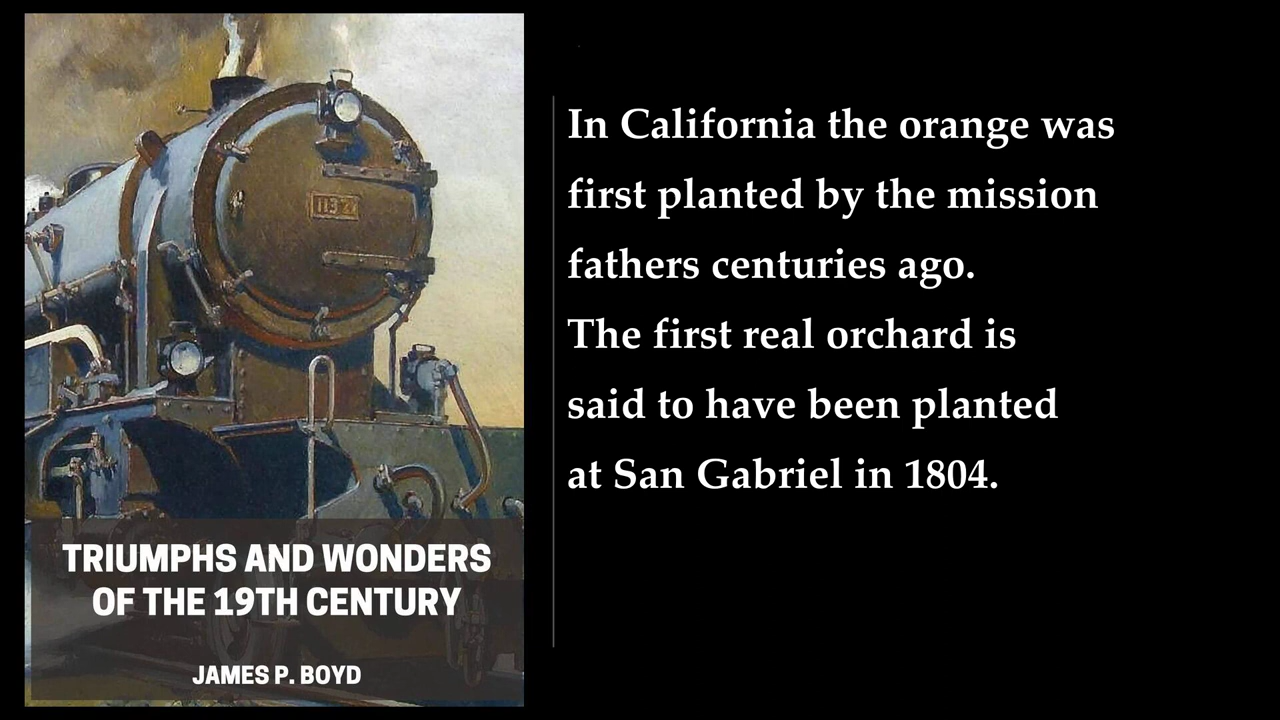 In California the orange was
first planted by the mission
fathers centuries ago.
The first real orchard is
said to have been planted
at San Gabriel in 1804.
TRIUMPHS AND WONDERS
OF THE 19TH CENTURY
JAMES P. BOYD